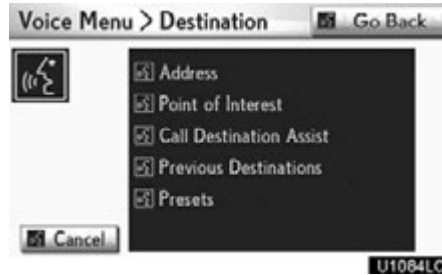 Voice Menu > Destination
Go Back
Address
Point of Interest
Call Destination Assist
Previous Destinations
Presets
Cancel
U1084LC